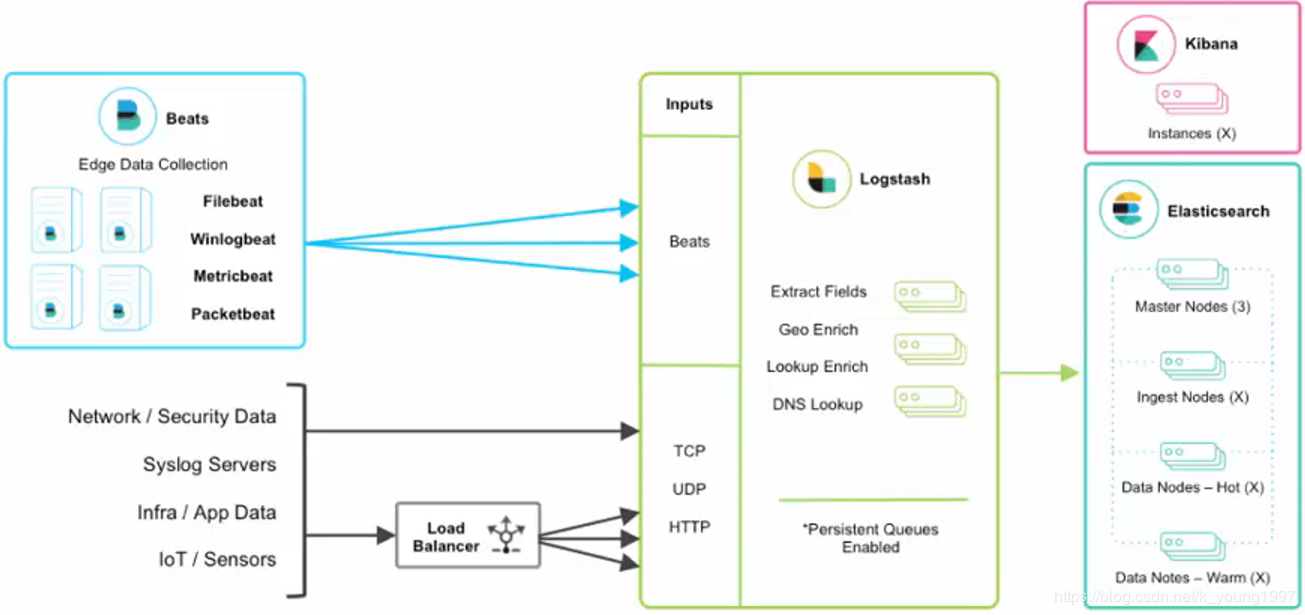 Beats
Edge Data Collection
Filebeat
Winlogbeat
Metricbeat
Packetbeat
Network / Security Data
Syslog Servers
Infra / App Data
IoT / Sensors
Load
Balancer
Inputs
Beats
TCP
UDP
HTTP
Logstash
Extract Fields
Geo Enrich
Lookup Enrich
DNS Lookup
*Persistent Queues
Enabled
Kibana
Instances (X)
Elasticsearch
Master Nodes (3)
Ingest Nodes (X)
Data Nodes – Hot (X)
Data Notes – Warm (X)
https://blog.csdn.net/k_young1997